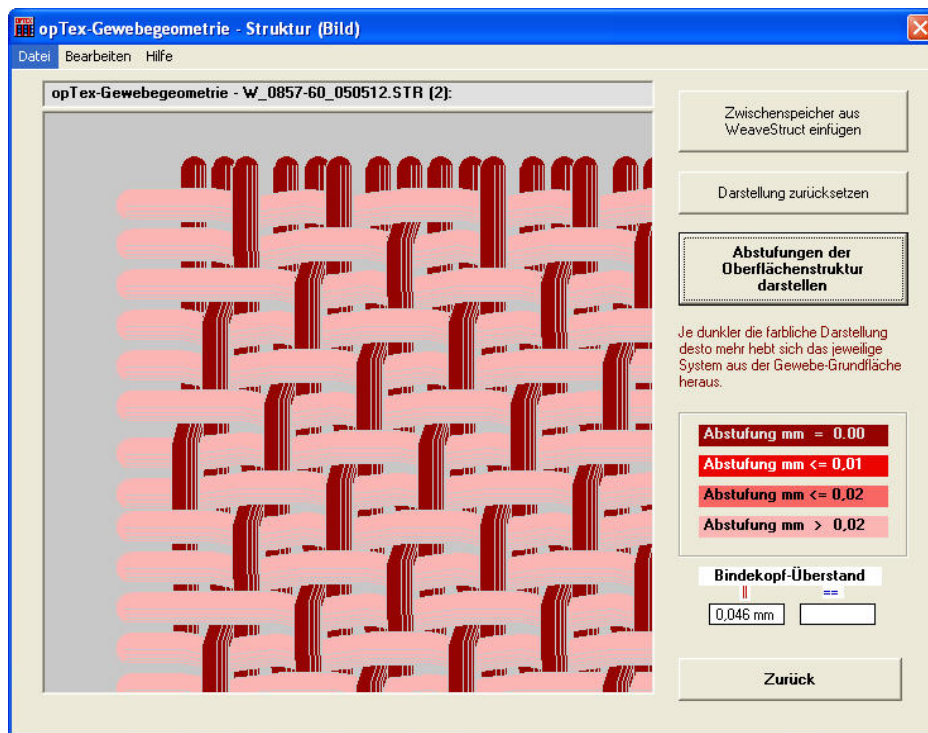 opTex-Gewebegeometrie - Struktur (Bild)
Datei Bearbeiten Hilfe
opTex-Gewebegeometrie - W_0857-60_050512.STR (2):
Zwischenspeicher aus
WeaveStruct einfügen
Darstellung zurücksetzen
Abstufungen der
Oberflächenstruktur
darstellen
Je dunkler die farbliche Darstellung
desto mehr hebt sich das jeweilige
System aus der Gewebe-Grundfläche
heraus.
Abstufung mm = 0.00
Abstufung mm <= 0,01
Abstufung mm <= 0,02
Abstufung mm > 0,02
Bindekopf-Überstand
|| ==
0,046 mm
Zurück